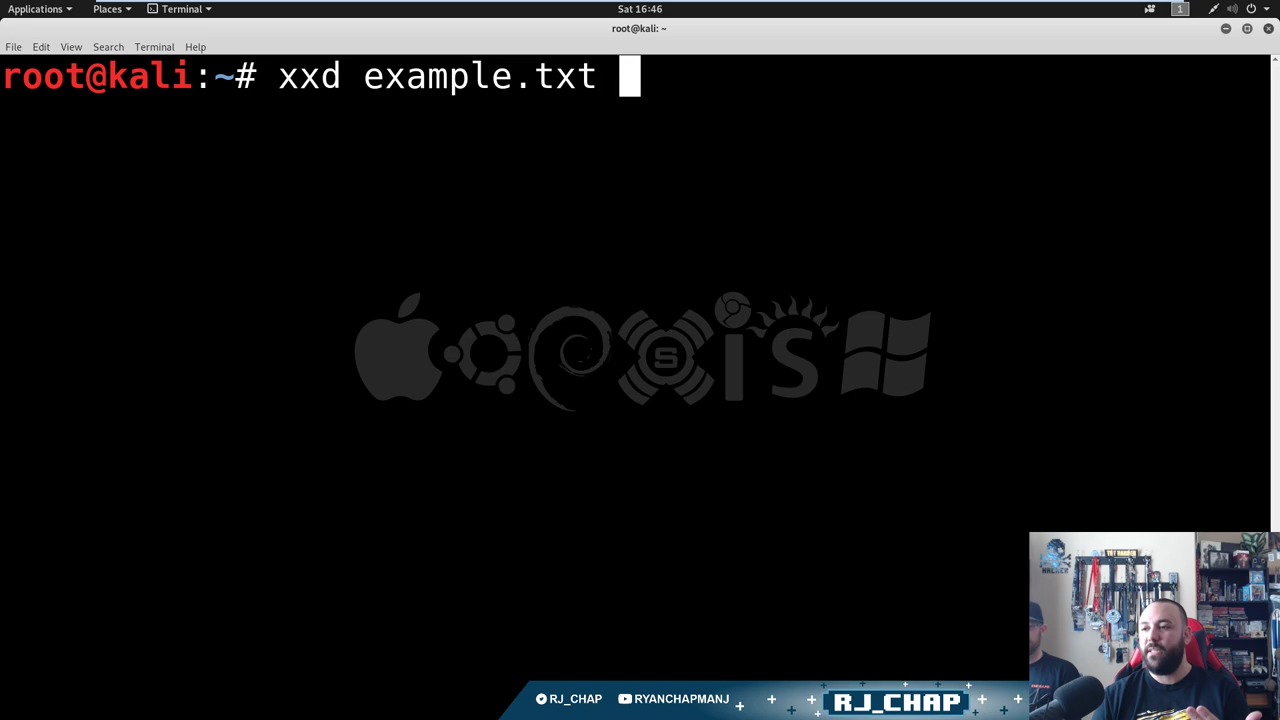 Applications Places Terminal Sat 16:46 1
root@kali: ~
File Edit View Search Terminal Help
root@kali:~# xxd example.txt
RJ_CHAP RYANCHAPMANJ RJ_CHAP